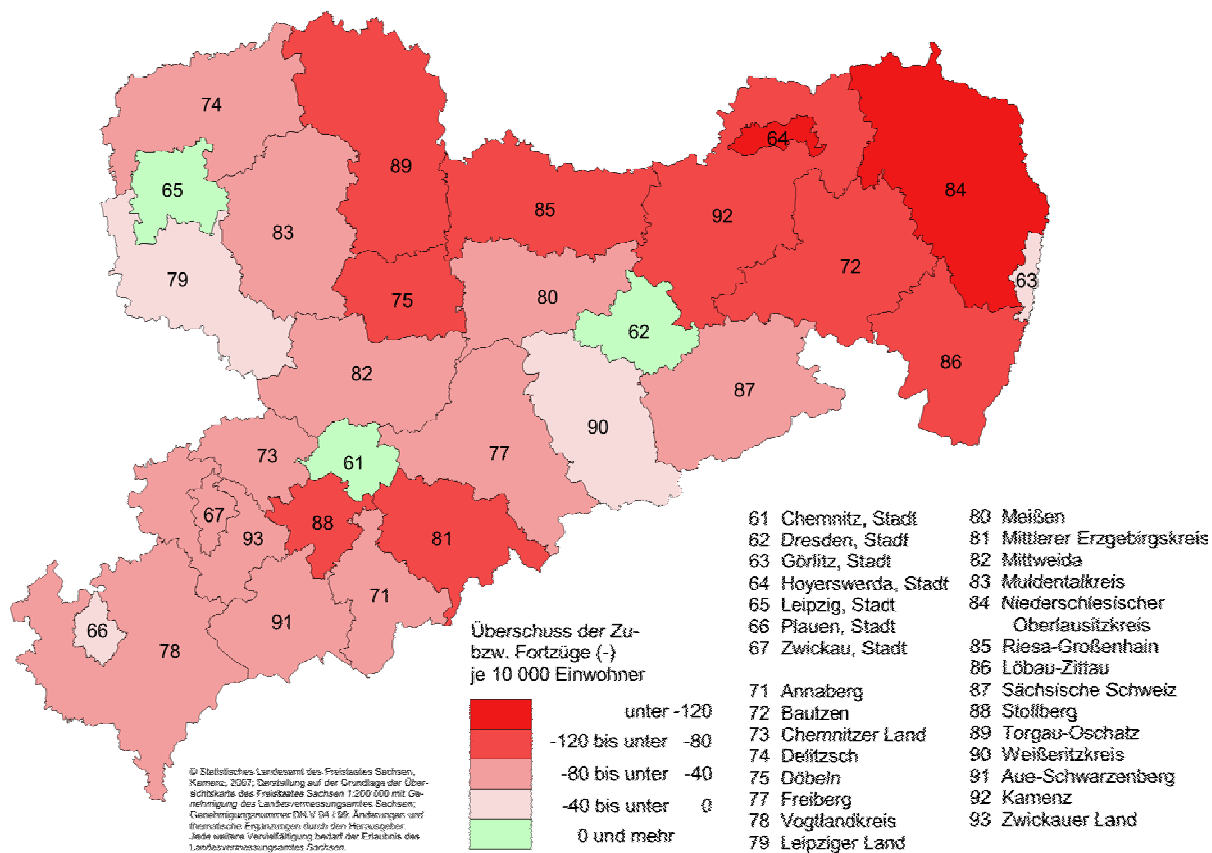 74
89
64
84
65
85
92
83
79
72
63
75
80
62
86
82
87
90
73
61
77
67
88
93
81
71
91
66
78
Überschuss der Zu-
bzw. Fortzüge (-)
je 10 000 Einwohner
unter -120
-120 bis unter -80
-80 bis unter -40
-40 bis unter 0
0 und mehr
61 Chemnitz, Stadt
62 Dresden, Stadt
63 Görlitz, Stadt
64 Hoyerswerda, Stadt
65 Leipzig, Stadt
66 Plauen, Stadt
67 Zwickau, Stadt
71 Annaberg
72 Bautzen
73 Chemnitzer Land
74 Delitzsch
75 Döbeln
77 Freiberg
78 Vogtlandkreis
79 Leipziger Land
80 Meißen
81 Mittlerer Erzgebirgskreis
82 Mittweida
83 Muldentalkreis
84 Niederschlesischer
Oberlausitzkreis
85 Riesa-Großenhain
86 Löbau-Zittau
87 Sächsische Schweiz
88 Stollberg
89 Torgau-Oschatz
90 Weißeritzkreis
91 Aue-Schwarzenberg
92 Kamenz
93 Zwickauer Land
© Statistisches Landesamt des Freistaates Sachsen,
Kamenz, 2007; Darstellung auf der Grundlage der Über-
sichtskarte des Freistaates Sachsen 1:200 000 mit Ge-
nehmigung des Landesvermessungsamtes Sachsen;
Genehmigungsnummer DN V 94 / 99. Änderungen und
thematische Ergänzungen durch den Herausgeber.
Jede weitere Vervielfältigung bedarf der Erlaubnis des
Landesvermessungsamtes Sachsen.